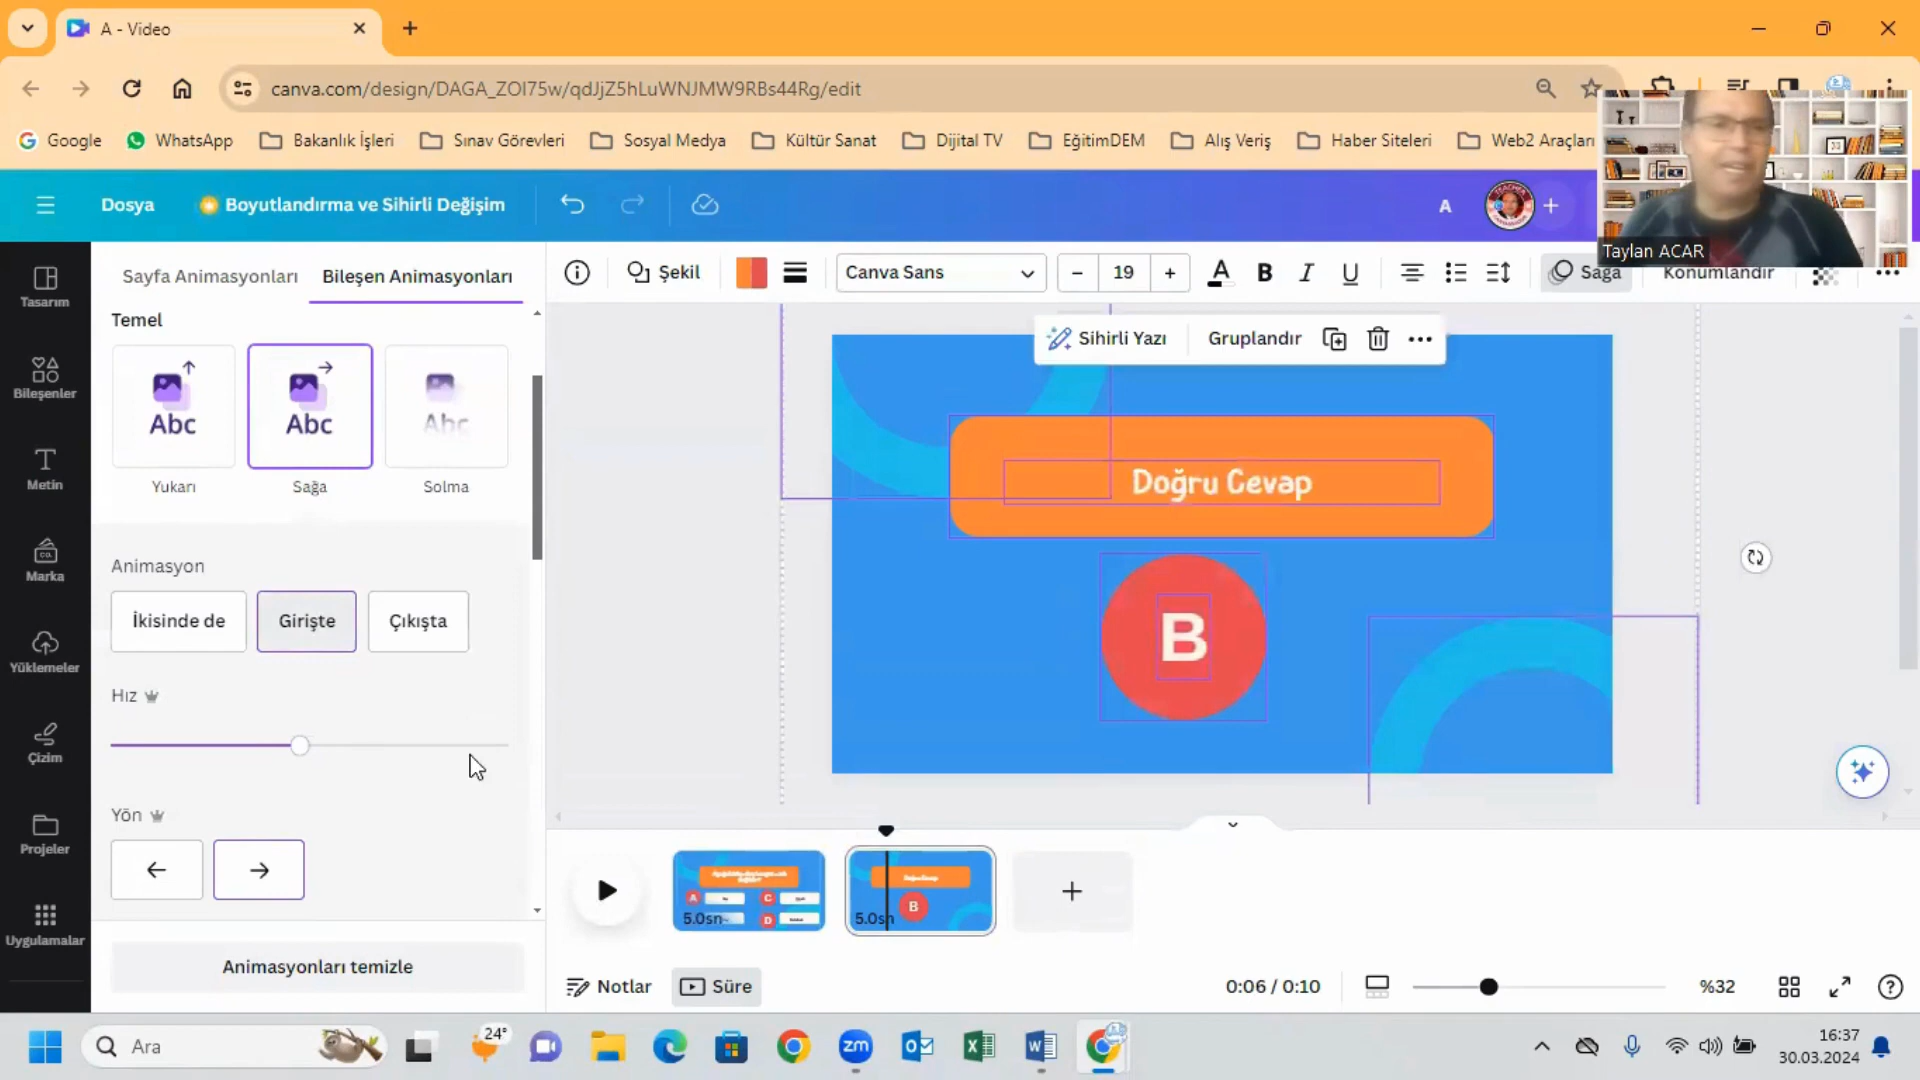 A - Video
canva.com/design/DAGA_ZOI75w/qdJjZ5hLuWNJMW9RBs44Rg/edit
Google
WhatsApp
Bakanlık İşleri
Sınav Görevleri
Sosyal Medya
Kültür Sanat
Dijital TV
EğitimDEM
Alış Veriş
Haber Siteleri
Web2 Araçları
Dosya
Boyutlandırma ve Sihirli Değişim
A
Taylan ACAR
Tasarım
Bileşenler
Metin
Marka
Yüklemeler
Çizim
Projeler
Uygulamalar
Sayfa Animasyonları
Bileşen Animasyonları
Temel
Abc
Abc
Abc
Yukarı
Sağa
Solma
Animasyon
İkisinde de
Girişte
Çıkışta
Hız
Yön
Animasyonları temizle
Şekil
Canva Sans
19
A
B
I
U
Sağa
Konumlandır
Sihirli Yazı
Gruplandır
Doğru Cevap
B
A
C
D
5.0sn
B
5.0sn
Notlar
Süre
0:06 / 0:10
%32
Ara
24°
zm
16:37
30.03.2024